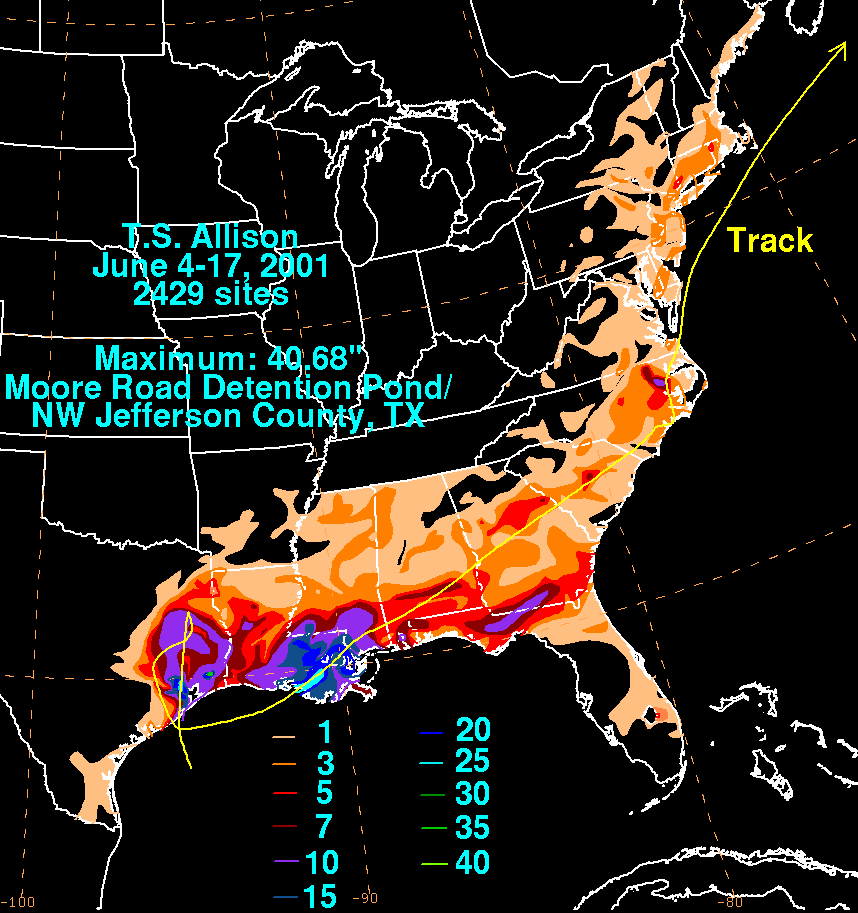 T.S. Allison
June 4-17, 2001
2429 sites
Maximum: 40.68"
Moore Road Detention Pond/
NW Jefferson County, TX
Track
1
3
5
7
10
15
20
25
30
35
40
-100
-90
-80